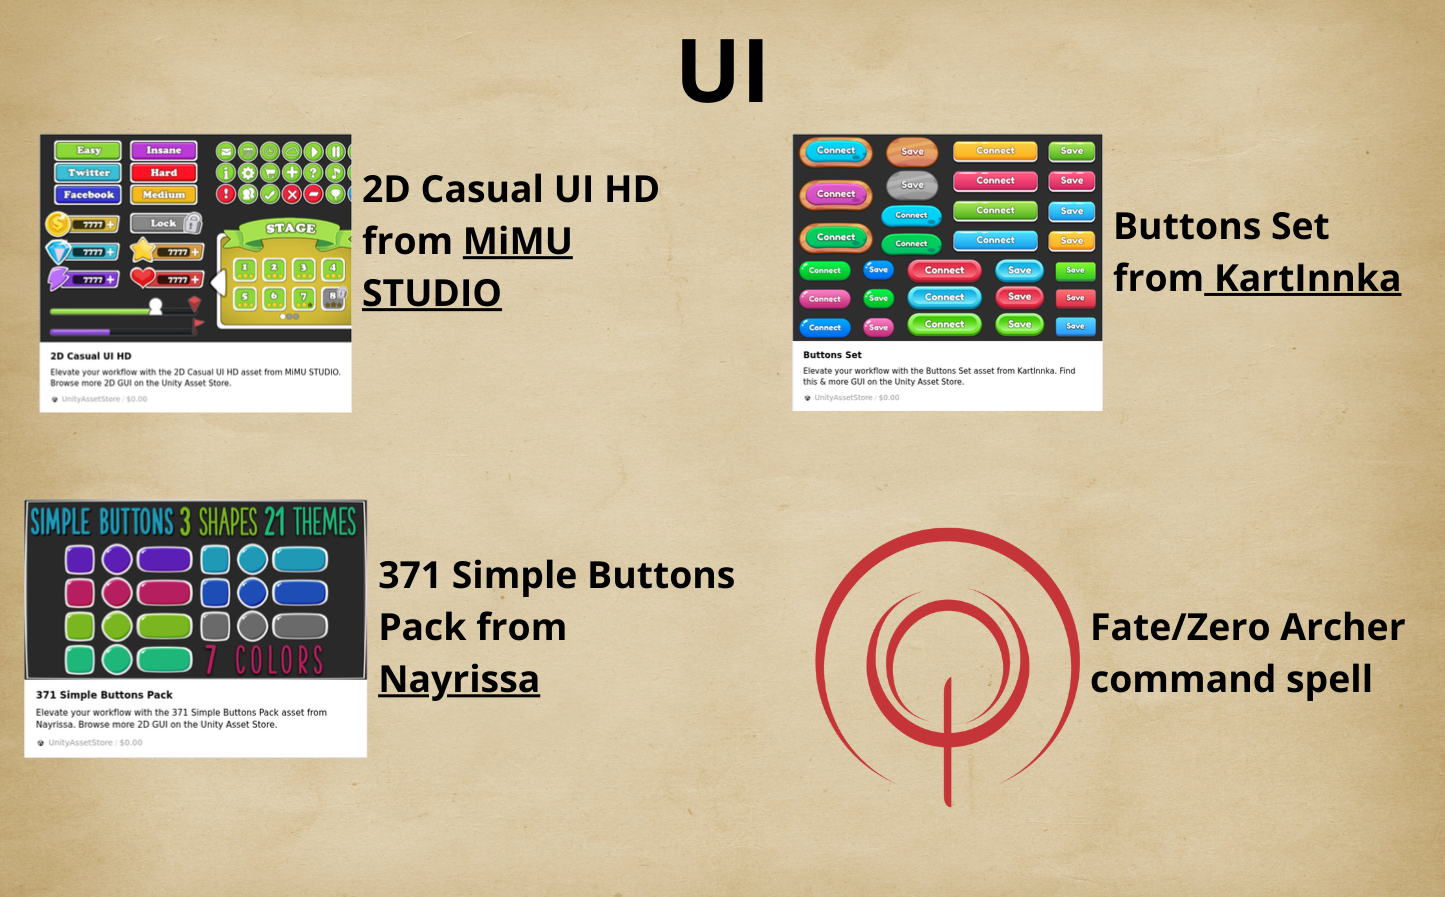 UI
Easy
Insane
Twitter
Hard
Facebook
Medium
7777 +
Lock
7777 +
7777 +
7777 +
7777 +
STAGE
1 2 3 4
5 6 7 8
2D Casual UI HD
Elevate your workflow with the 2D Casual UI HD asset from MiMU STUDIO.
Browse more 2D GUI on the Unity Asset Store.
UnityAssetStore / $0.00
2D Casual UI HD
from MiMU
STUDIO
Connect Save Connect Save
Connect Save Connect Save
Connect Connect Save
Connect Connect Connect Save
Connect Save Connect Save Save
Connect Save Connect Save Save
Connect Save Connect Save Save
Buttons Set
Elevate your workflow with the Buttons Set asset from KartInnka. Find
this & more GUI on the Unity Asset Store.
UnityAssetStore / $0.00
Buttons Set
from KartInnka
SIMPLE BUTTONS 3 SHAPES 21 THEMES
7 COLORS
371 Simple Buttons Pack
Elevate your workflow with the 371 Simple Buttons Pack asset from
Nayrissa. Browse more 2D GUI on the Unity Asset Store.
UnityAssetStore / $0.00
371 Simple Buttons
Pack from
Nayrissa
Fate/Zero Archer
command spell